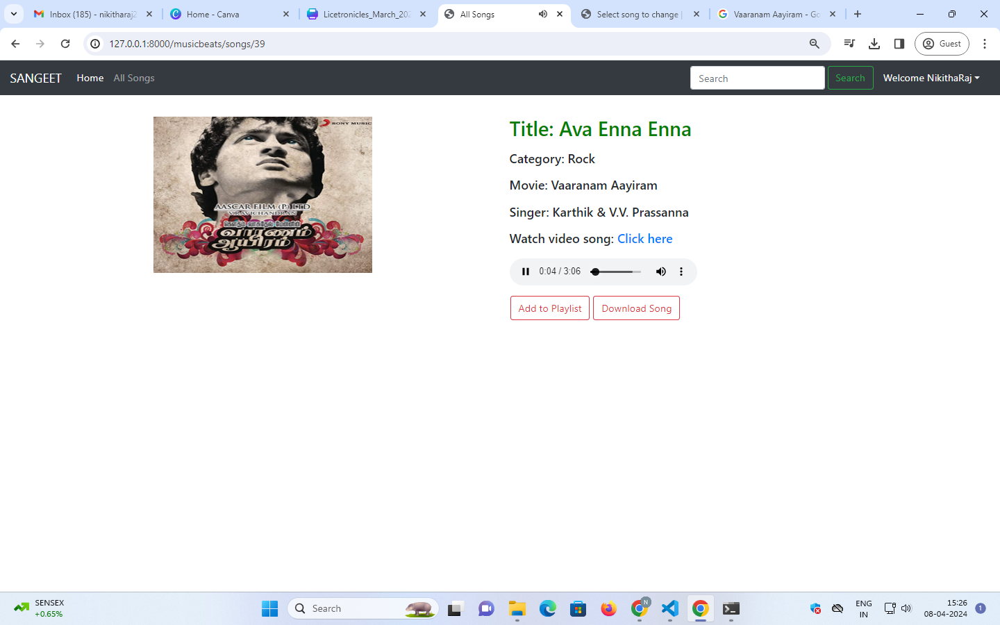 Inbox (185) - nikitharaj2
Home - Canva
Licetronicles_March_202
All Songs
Select song to change |
Vaaranam Aayiram - Go
127.0.0.1:8000/musicbeats/songs/39
Guest
SANGEET
Home
All Songs
Search
Search
Welcome NikithaRaj
SONY MUSIC
AASCAR FILM (P) LTD
V.RAVICHANDRAN
கௌதம் வாசுதேவ் மேனனின்
வாரணம்
ஆயிரம்
Title: Ava Enna Enna
Category: Rock
Movie: Vaaranam Aayiram
Singer: Karthik & V.V. Prassanna
Watch video song: Click here
0:04 / 3:06
Add to Playlist
Download Song
SENSEX
+0.65%
Search
N
ENG
IN
15:26
08-04-2024
1